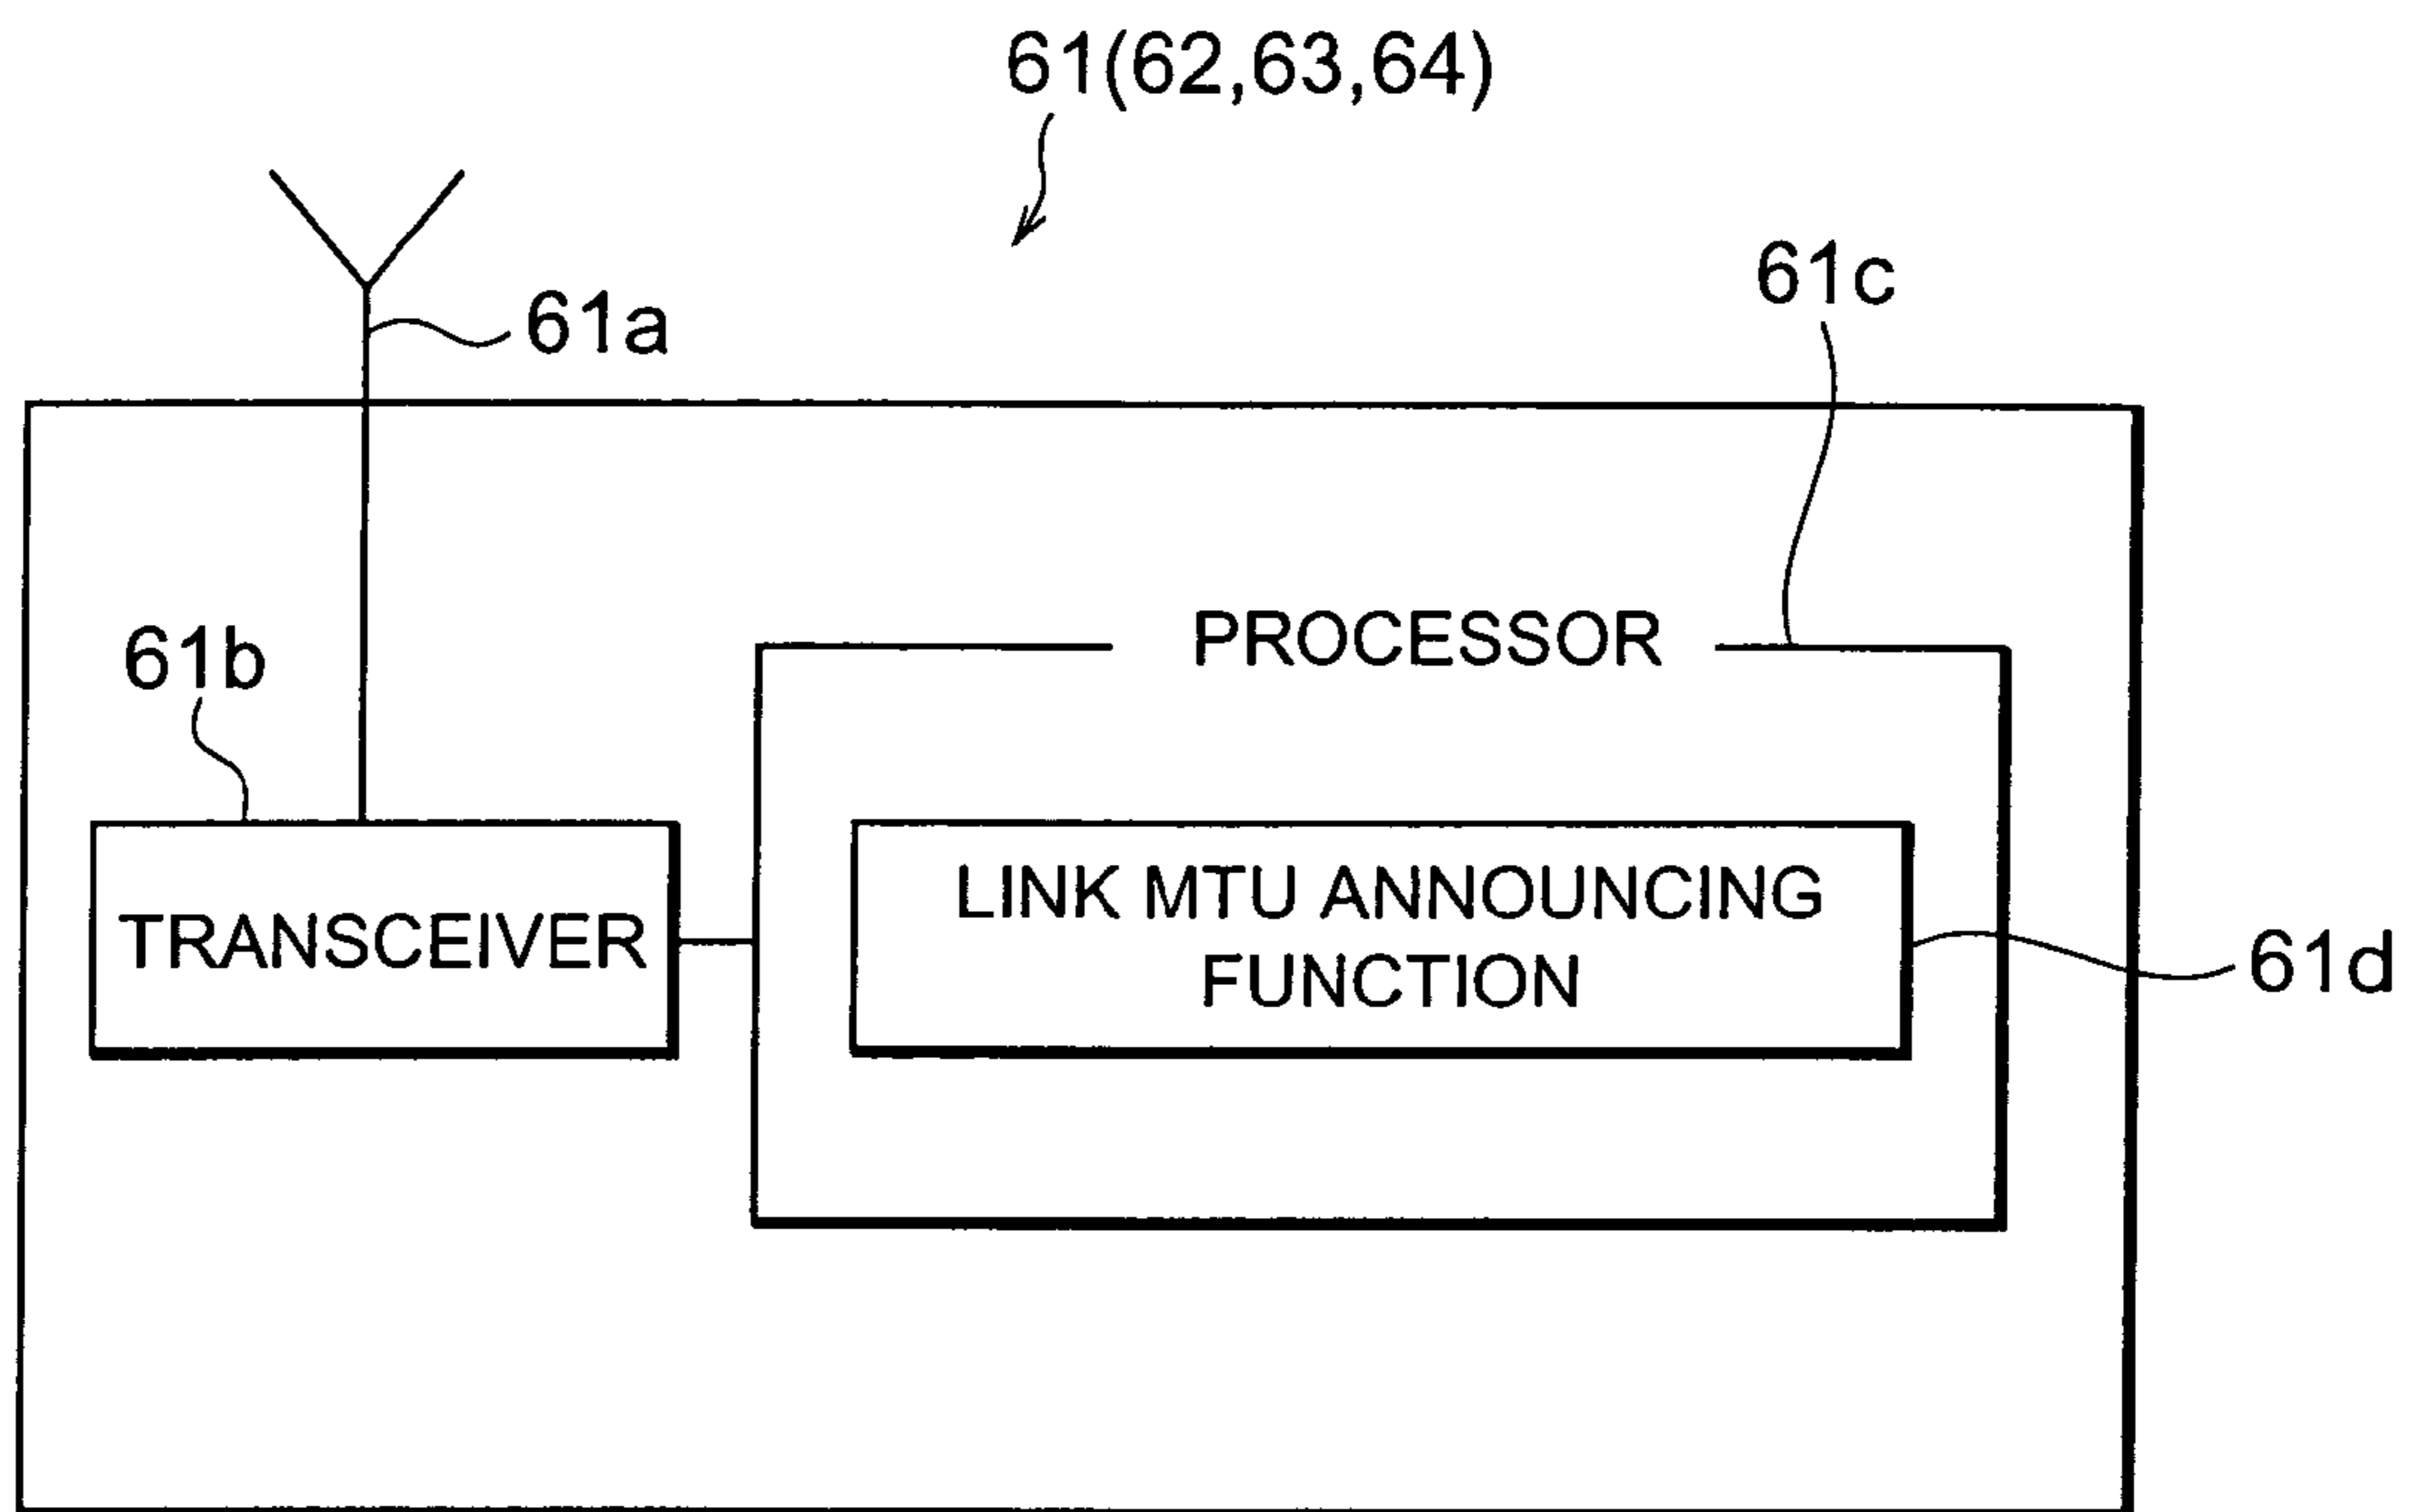 61(62,63,64)
61a
61c
PROCESSOR
61b
LINK MTU ANNOUNCING
FUNCTION
TRANSCEIVER
61d